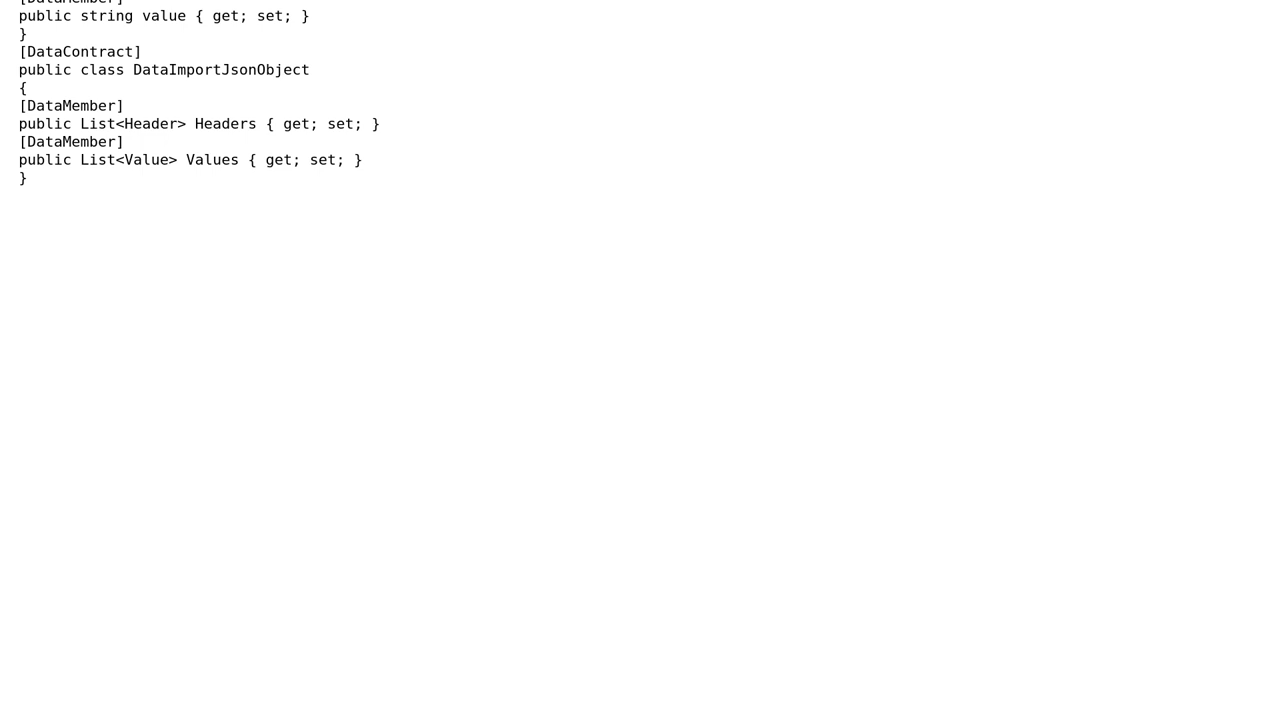 [DataMember]
public string value { get; set; }
}
[DataContract]
public class DataImportJsonObject
{
[DataMember]
public List<Header> Headers { get; set; }
[DataMember]
public List<Value> Values { get; set; }
}